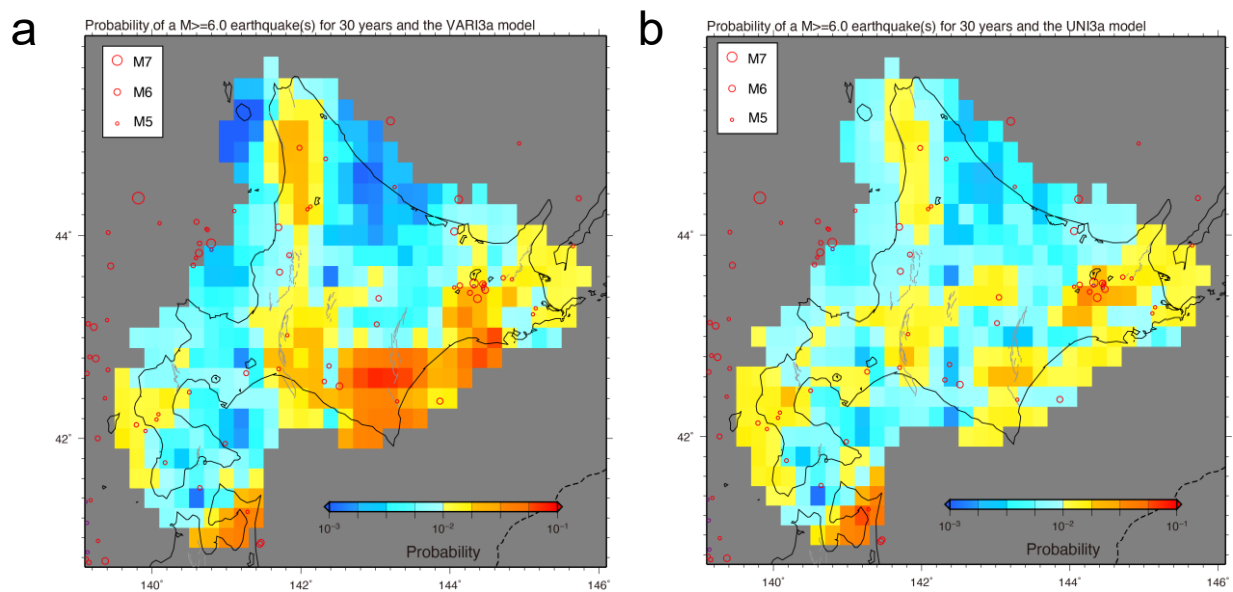 a
Probability of a M>=6.0 earthquake(s) for 30 years and the VARI3a model
M7
M6
M5
44°
42°
10⁻³
10⁻²
10⁻¹
Probability
140°
142°
144°
146°
b
Probability of a M>=6.0 earthquake(s) for 30 years and the UNI3a model
M7
M6
M5
44°
42°
10⁻³
10⁻²
10⁻¹
Probability
140°
142°
144°
146°